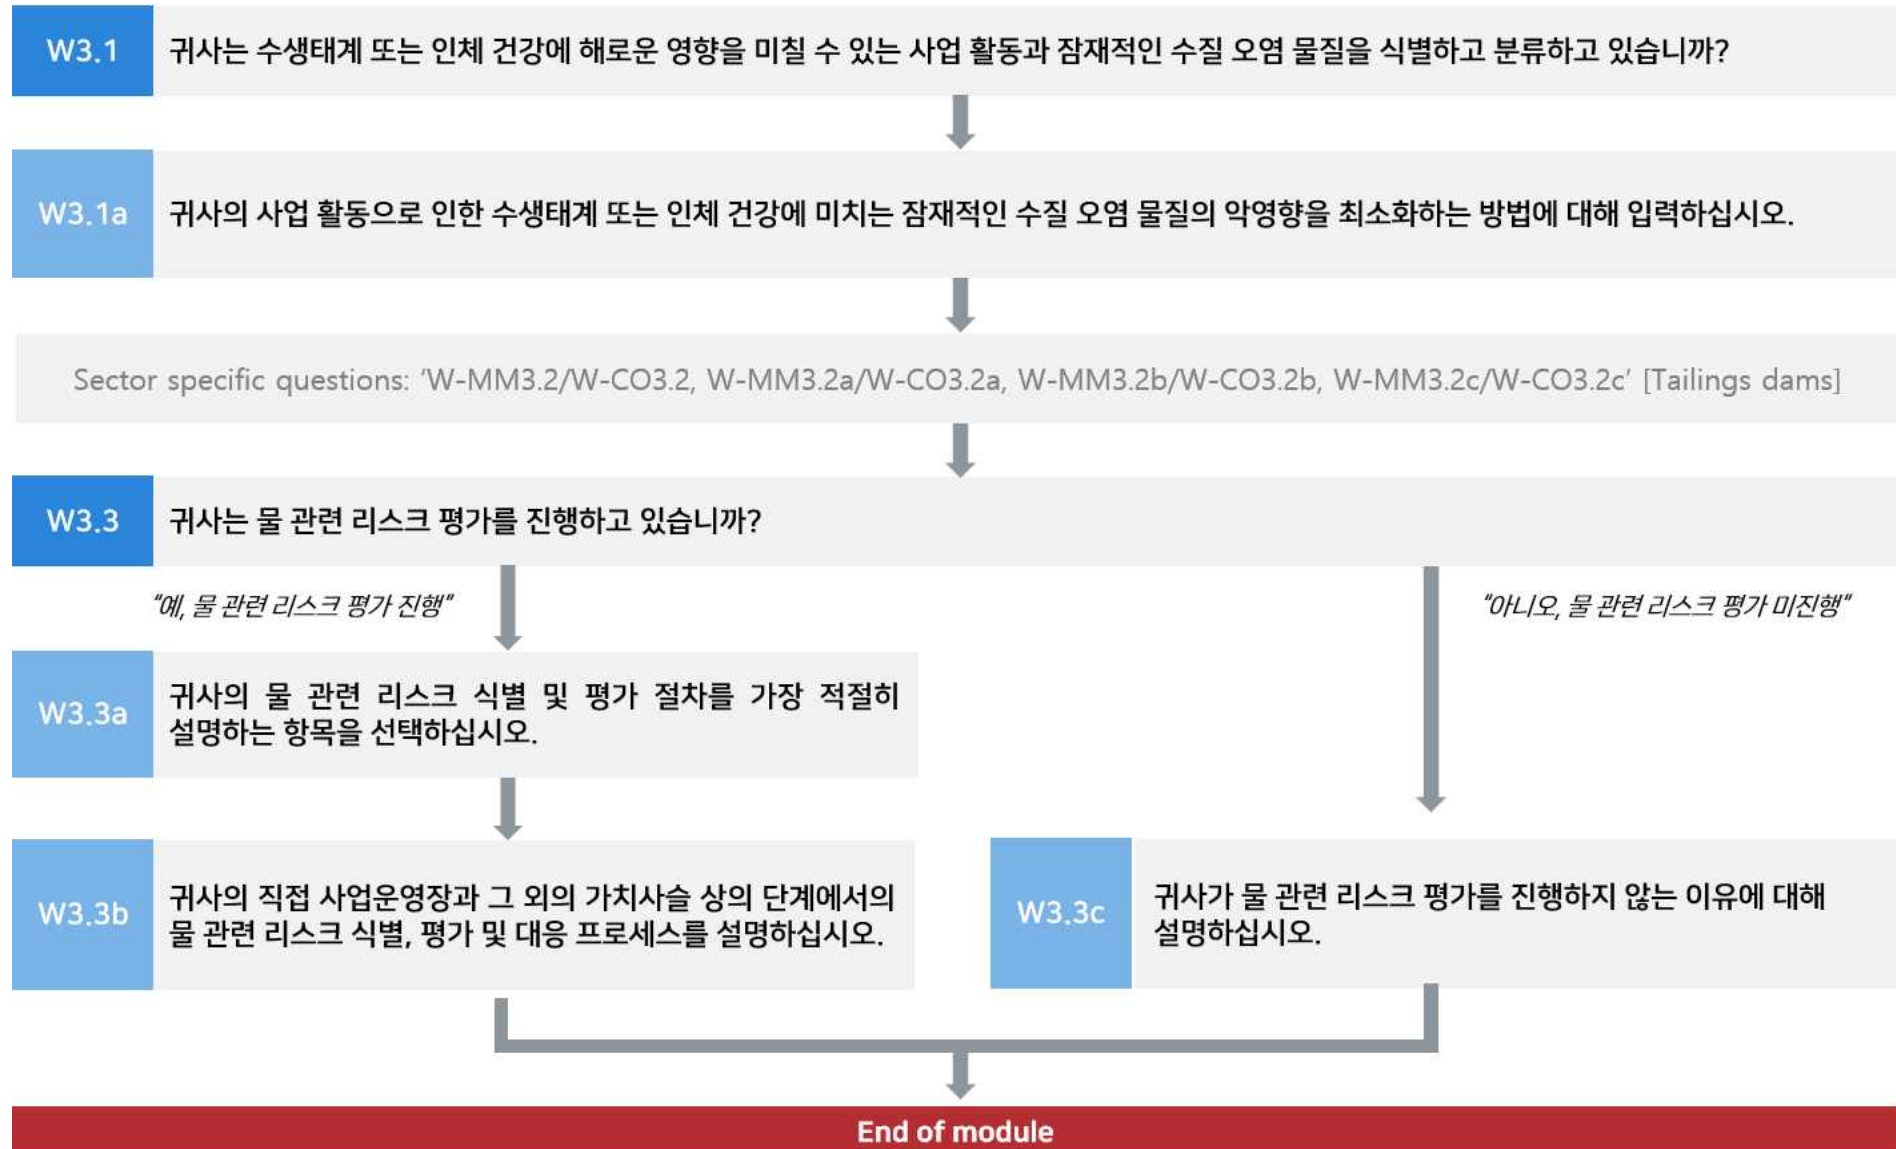 W3.1
귀사는 수생태계 또는 인체 건강에 해로운 영향을 미칠 수 있는 사업 활동과 잠재적인 수질 오염 물질을 식별하고 분류하고 있습니까?
W3.1a
귀사의 사업 활동으로 인한 수생태계 또는 인체 건강에 미치는 잠재적인 수질 오염 물질의 악영향을 최소화하는 방법에 대해 입력하십시오.
Sector specific questions: ‘W-MM3.2/W-CO3.2, W-MM3.2a/W-CO3.2a, W-MM3.2b/W-CO3.2b, W-MM3.2c/W-CO3.2c’ [Tailings dams]
W3.3
귀사는 물 관련 리스크 평가를 진행하고 있습니까?
“예, 물 관련 리스크 평가 진행”
“아니오, 물 관련 리스크 평가 미진행”
W3.3a
귀사의 물 관련 리스크 식별 및 평가 절차를 가장 적절히
설명하는 항목을 선택하십시오.
W3.3b
귀사의 직접 사업운영장과 그 외의 가치사슬 상의 단계에서의
물 관련 리스크 식별, 평가 및 대응 프로세스를 설명하십시오.
W3.3c
귀사가 물 관련 리스크 평가를 진행하지 않는 이유에 대해
설명하십시오.
End of module